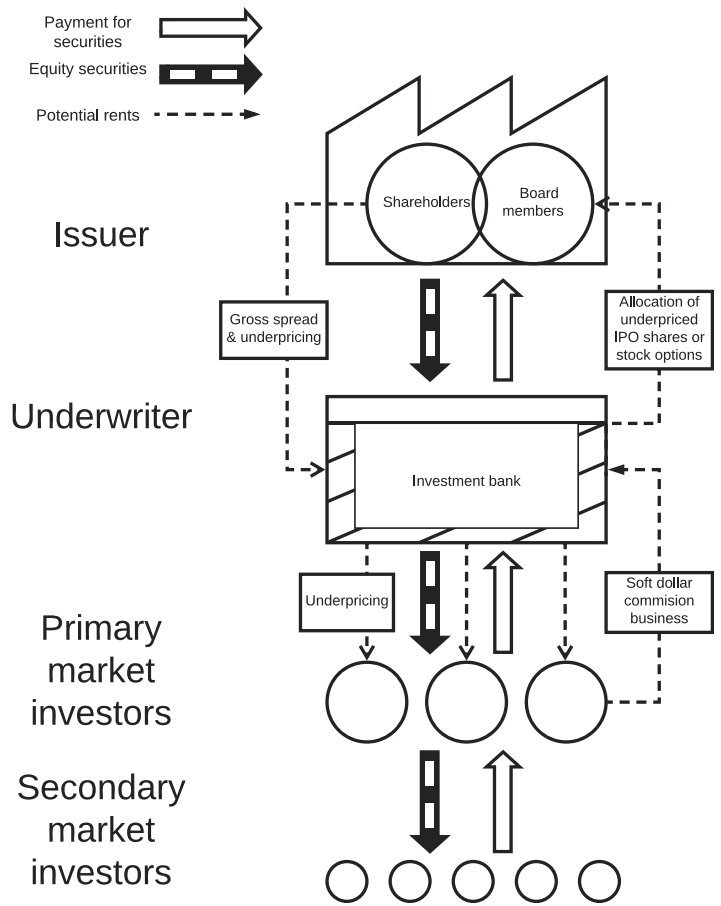 Payment for
securities
Equity securities
Potential rents
Issuer
Shareholders
Board
members
Gross spread
& underpricing
Allocation of
underpriced
IPO shares or
stock options
Underwriter
Investment bank
Underpricing
Soft dollar
commision
business
Primary
market
investors
Secondary
market
investors